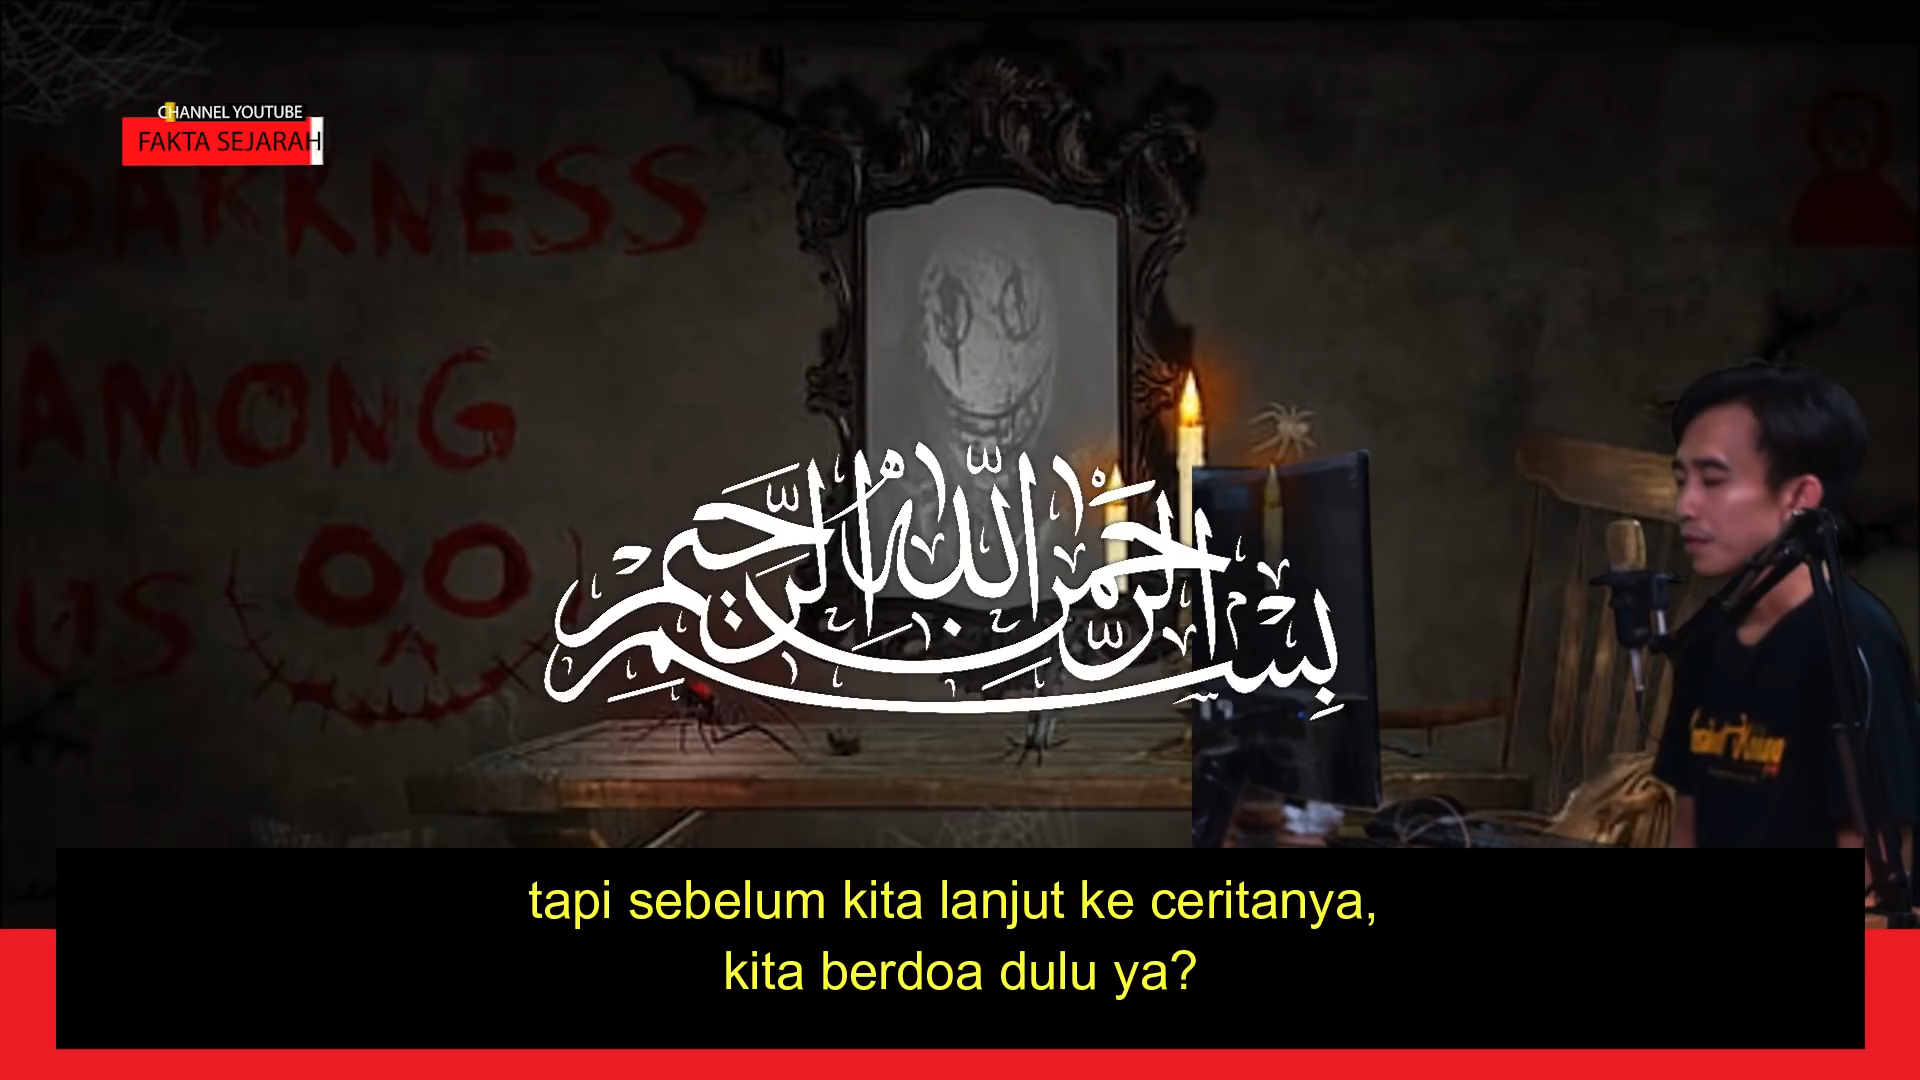 CHANNEL YOUTUBE
FAKTA SEJARAH
DARKNESS
AMONG
US
بِسْمِ اللهِ الرَّحْمٰنِ الرَّحِيْمِ
tapi sebelum kita lanjut ke ceritanya,
kita berdoa dulu ya?